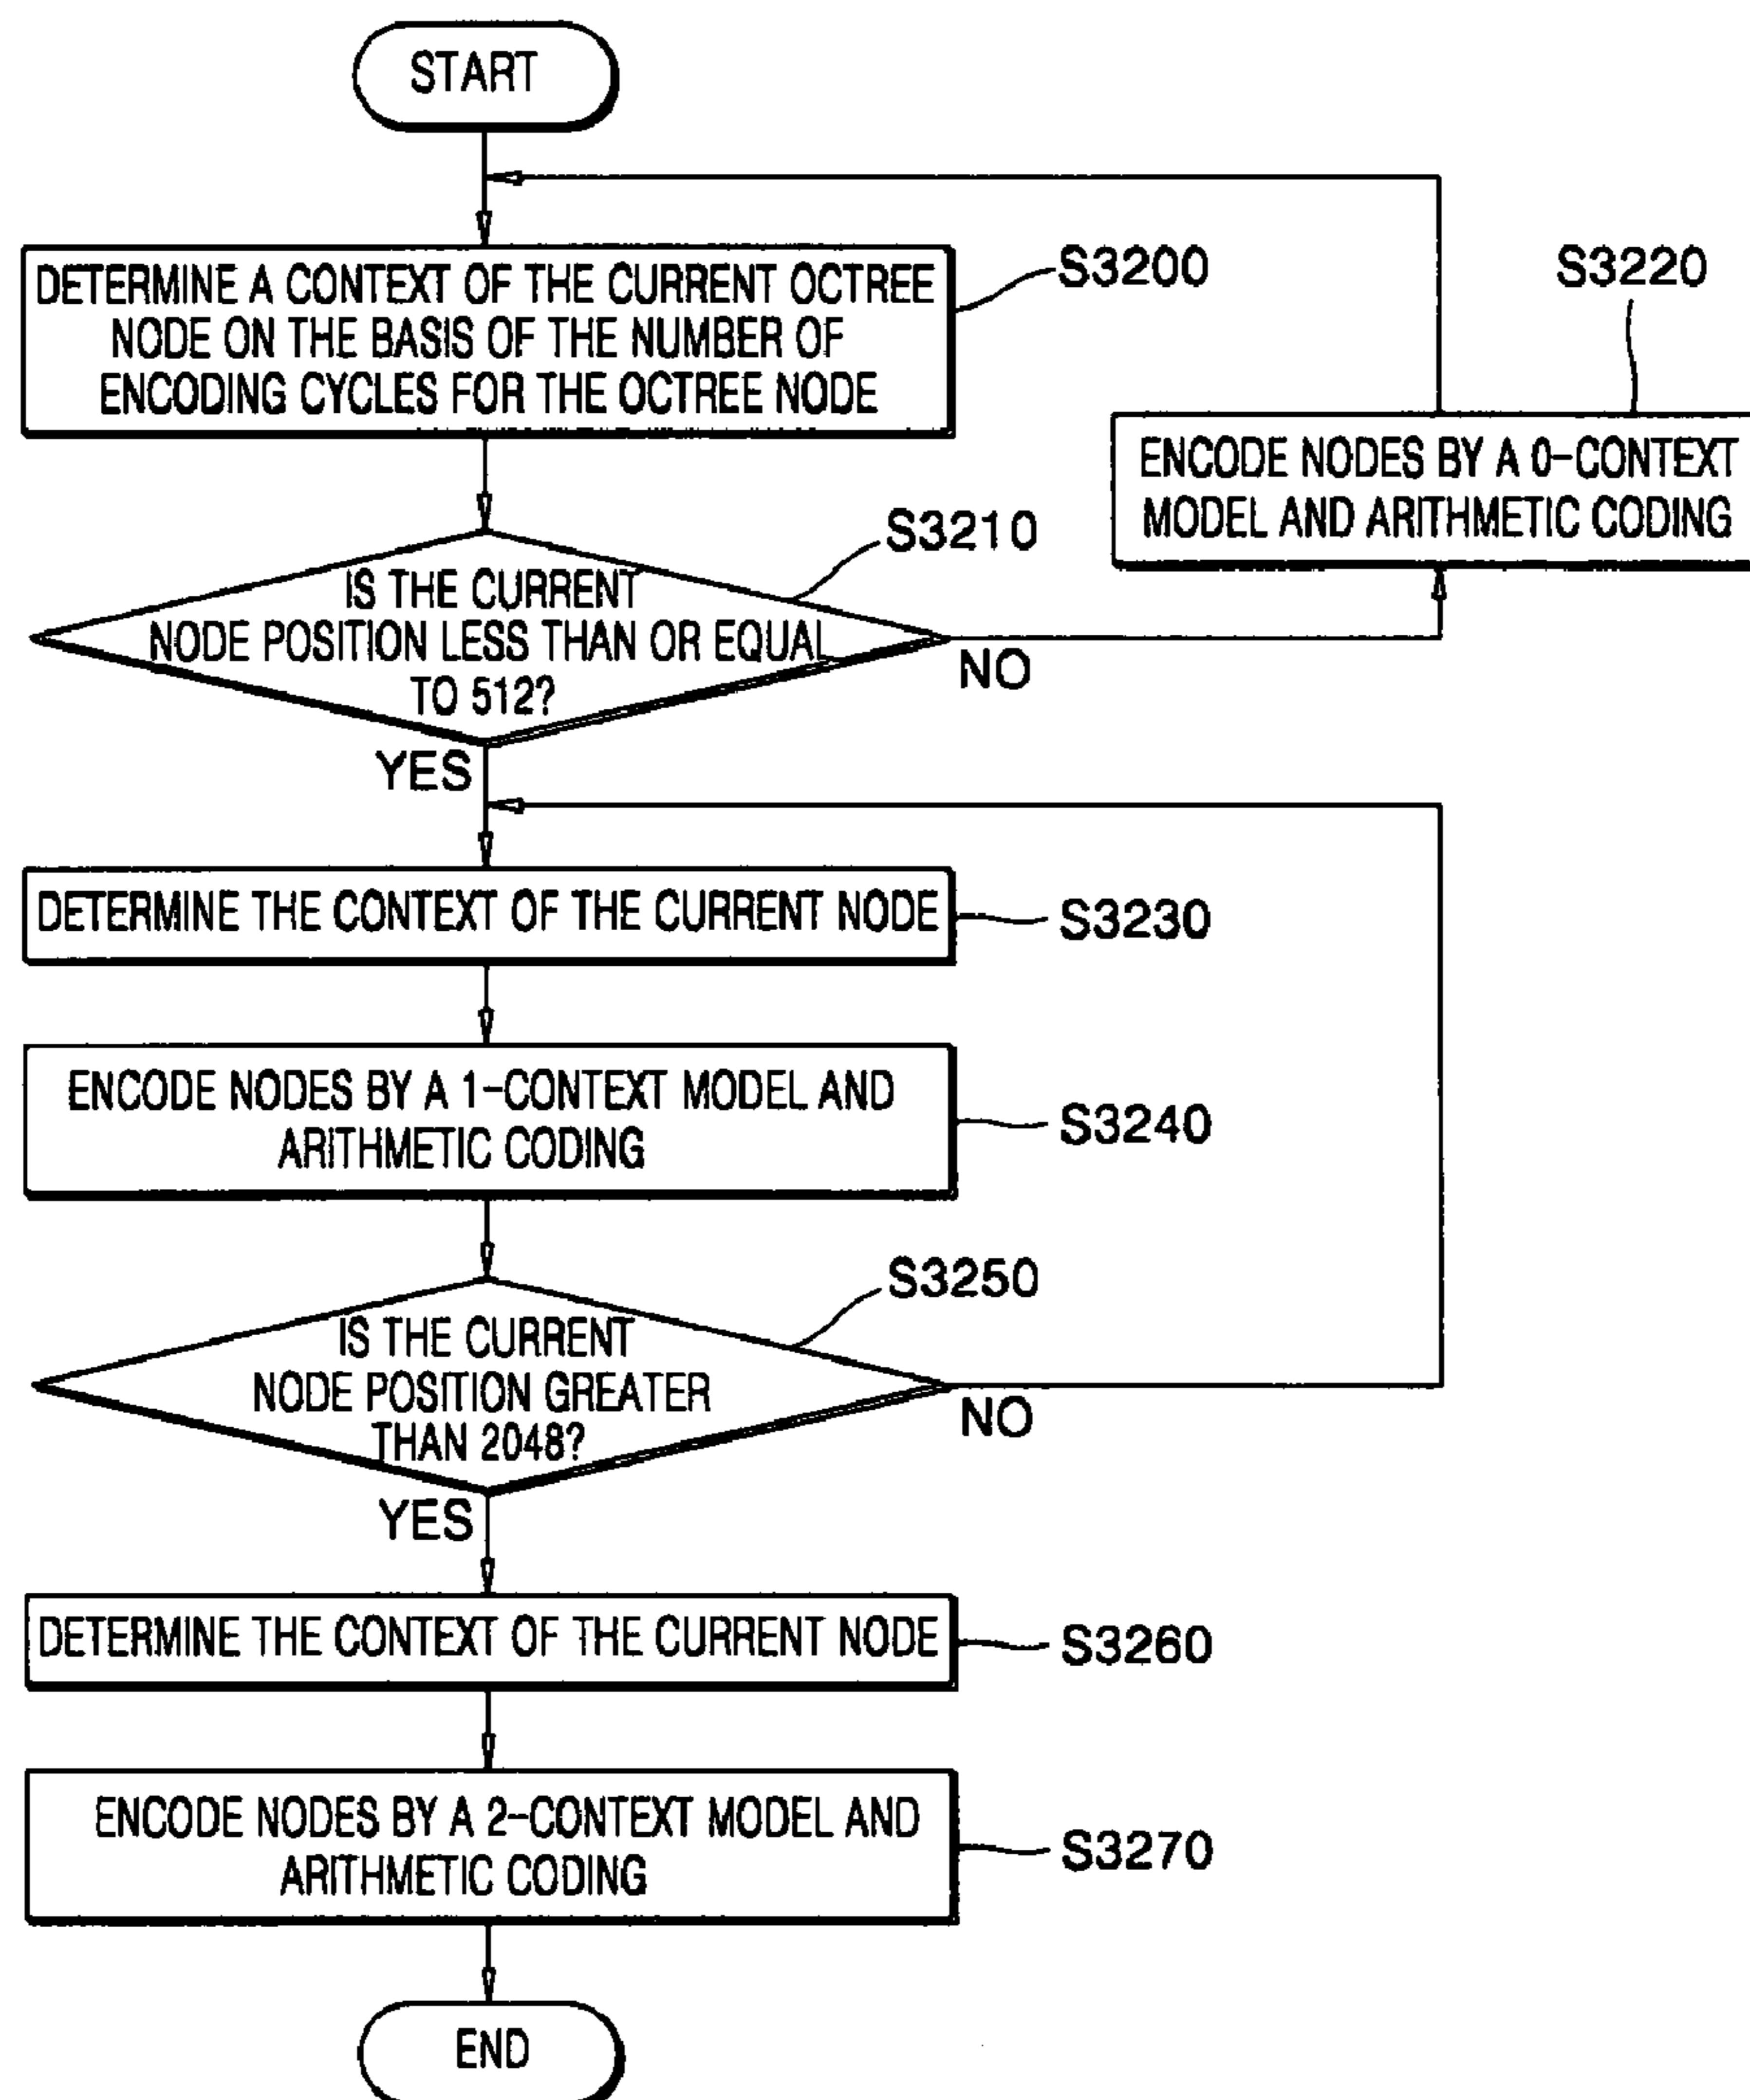 START
DETERMINE A CONTEXT OF THE CURRENT OCTREE
NODE ON THE BASIS OF THE NUMBER OF
ENCODING CYCLES FOR THE OCTREE NODE
S3200
S3220
ENCODE NODES BY A 0-CONTEXT
MODEL AND ARITHMETIC CODING
S3210
IS THE CURRENT
NODE POSITION LESS THAN OR EQUAL
TO 512?
NO
YES
DETERMINE THE CONTEXT OF THE CURRENT NODE
S3230
ENCODE NODES BY A 1-CONTEXT MODEL AND
ARITHMETIC CODING
S3240
S3250
IS THE CURRENT
NODE POSITION GREATER
THAN 2048?
NO
YES
DETERMINE THE CONTEXT OF THE CURRENT NODE
S3260
ENCODE NODES BY A 2-CONTEXT MODEL AND
ARITHMETIC CODING
S3270
END